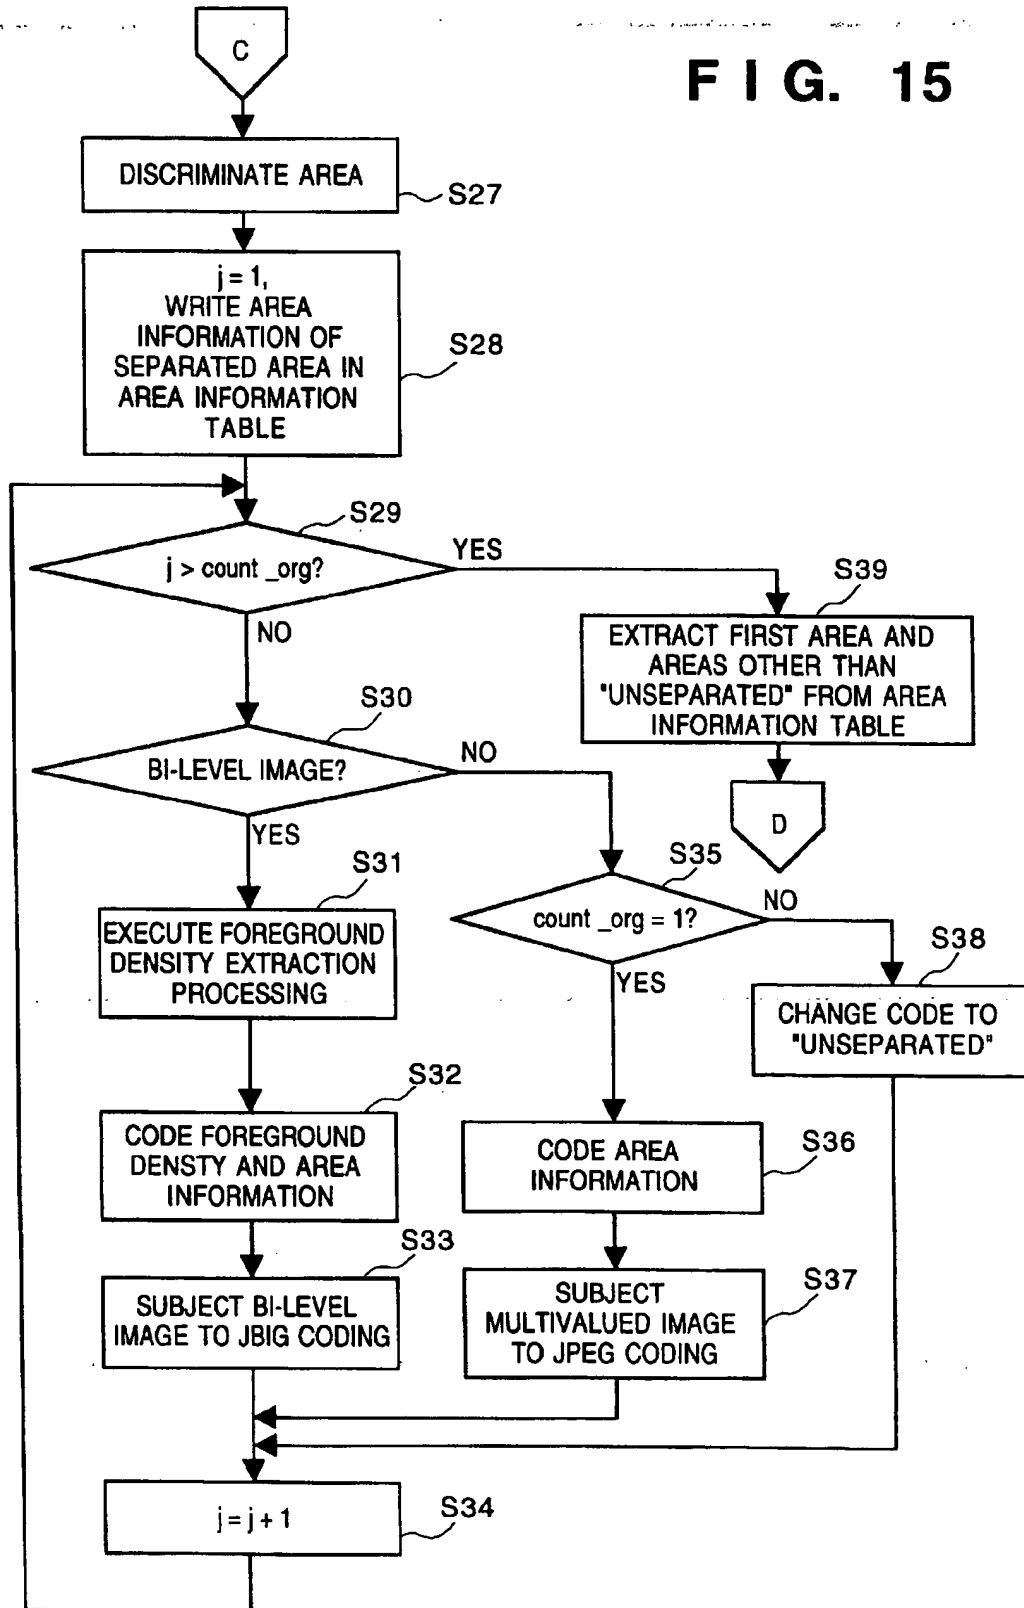 C
F I G. 15
DISCRIMINATE AREA
S27
j = 1,
WRITE AREA
INFORMATION OF
SEPARATED AREA IN
AREA INFORMATION
TABLE
S28
S29
j > count _org?
YES
NO
S39
EXTRACT FIRST AREA AND
AREAS OTHER THAN
"UNSEPARATED" FROM AREA
INFORMATION TABLE
D
S30
BI-LEVEL IMAGE?
NO
YES
S31
EXECUTE FOREGROUND
DENSITY EXTRACTION
PROCESSING
S35
count _org = 1?
NO
YES
S38
CHANGE CODE TO
"UNSEPARATED"
S32
CODE FOREGROUND
DENSTY AND AREA
INFORMATION
S36
CODE AREA
INFORMATION
S33
SUBJECT BI-LEVEL
IMAGE TO JBIG CODING
S37
SUBJECT
MULTIVALUED IMAGE
TO JPEG CODING
j = j + 1
S34